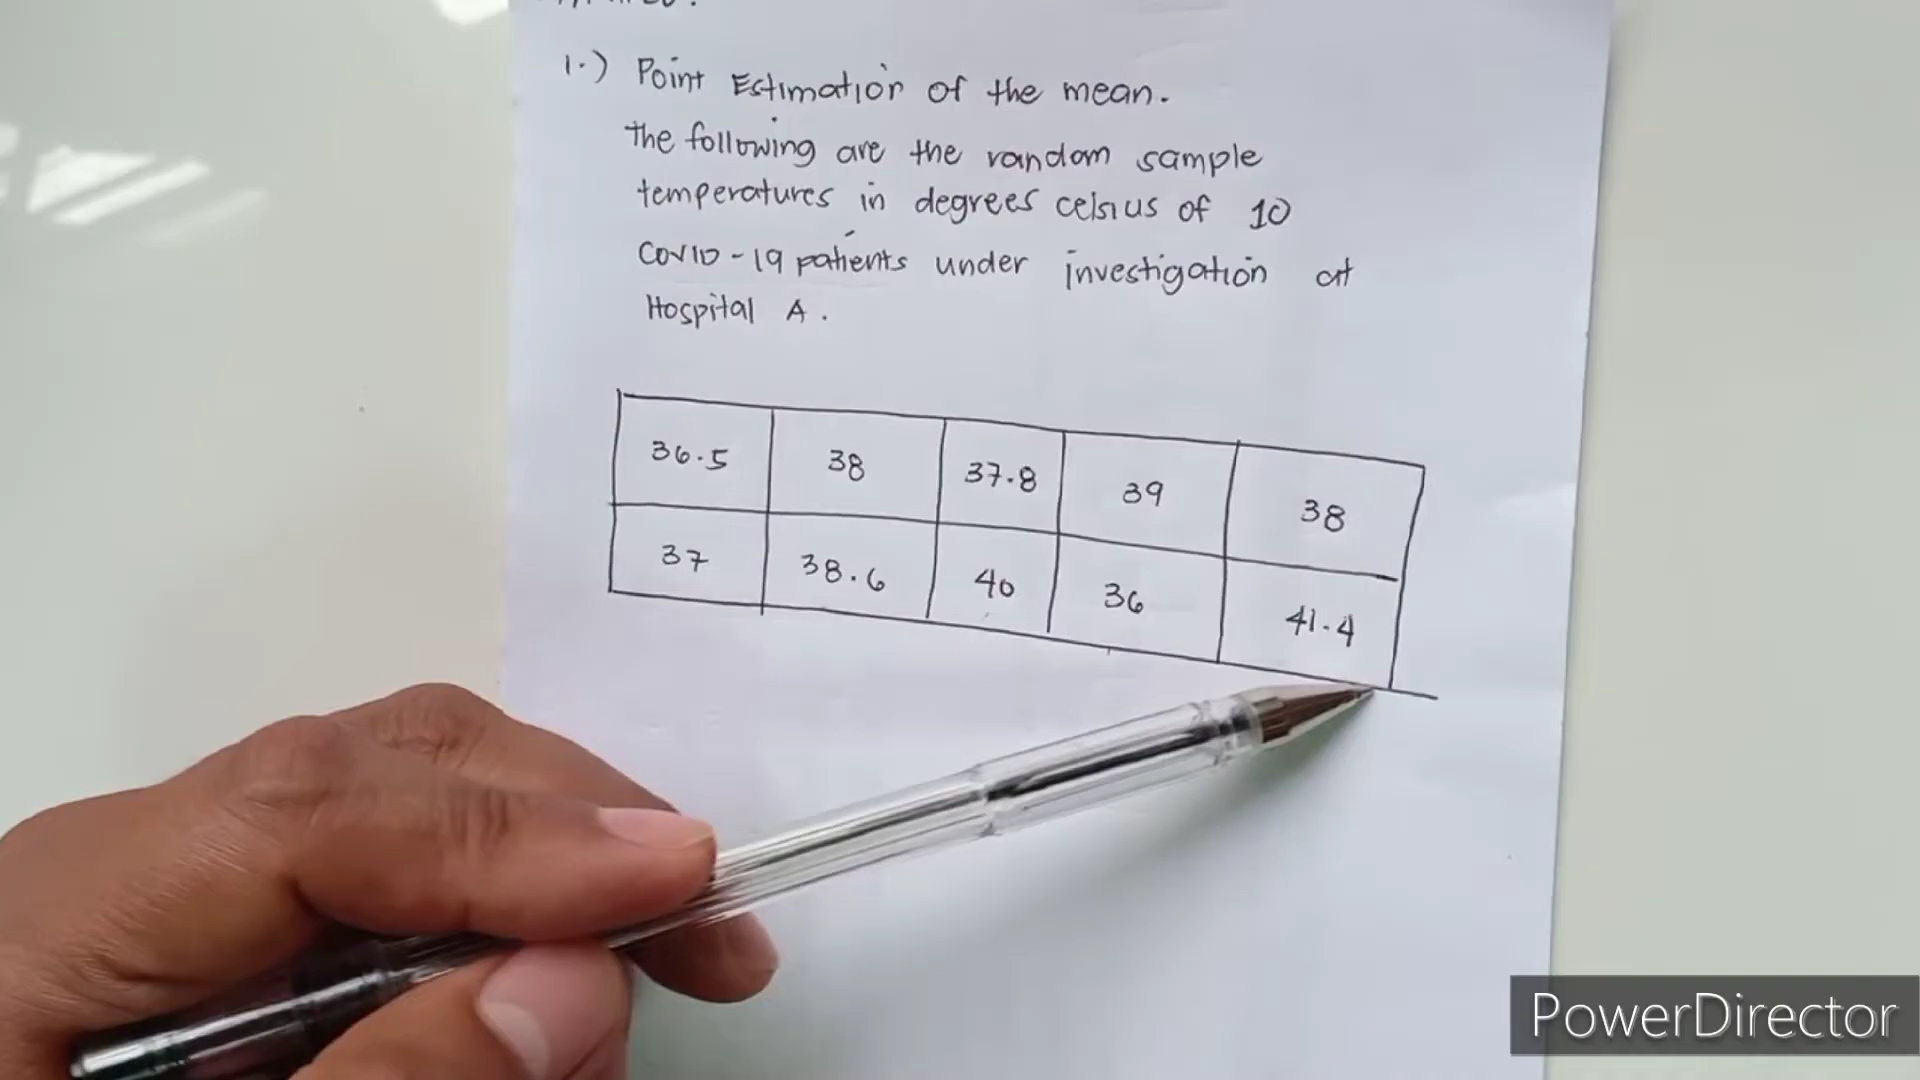 1.) Point Estimation of the mean.
The following are the random sample
temperatures in degrees celsius of 10
COVID-19 patients under investigation at
Hospital A.
36.5 38 37.8 39 38
37 38.6 40 36 41.4
PowerDirector